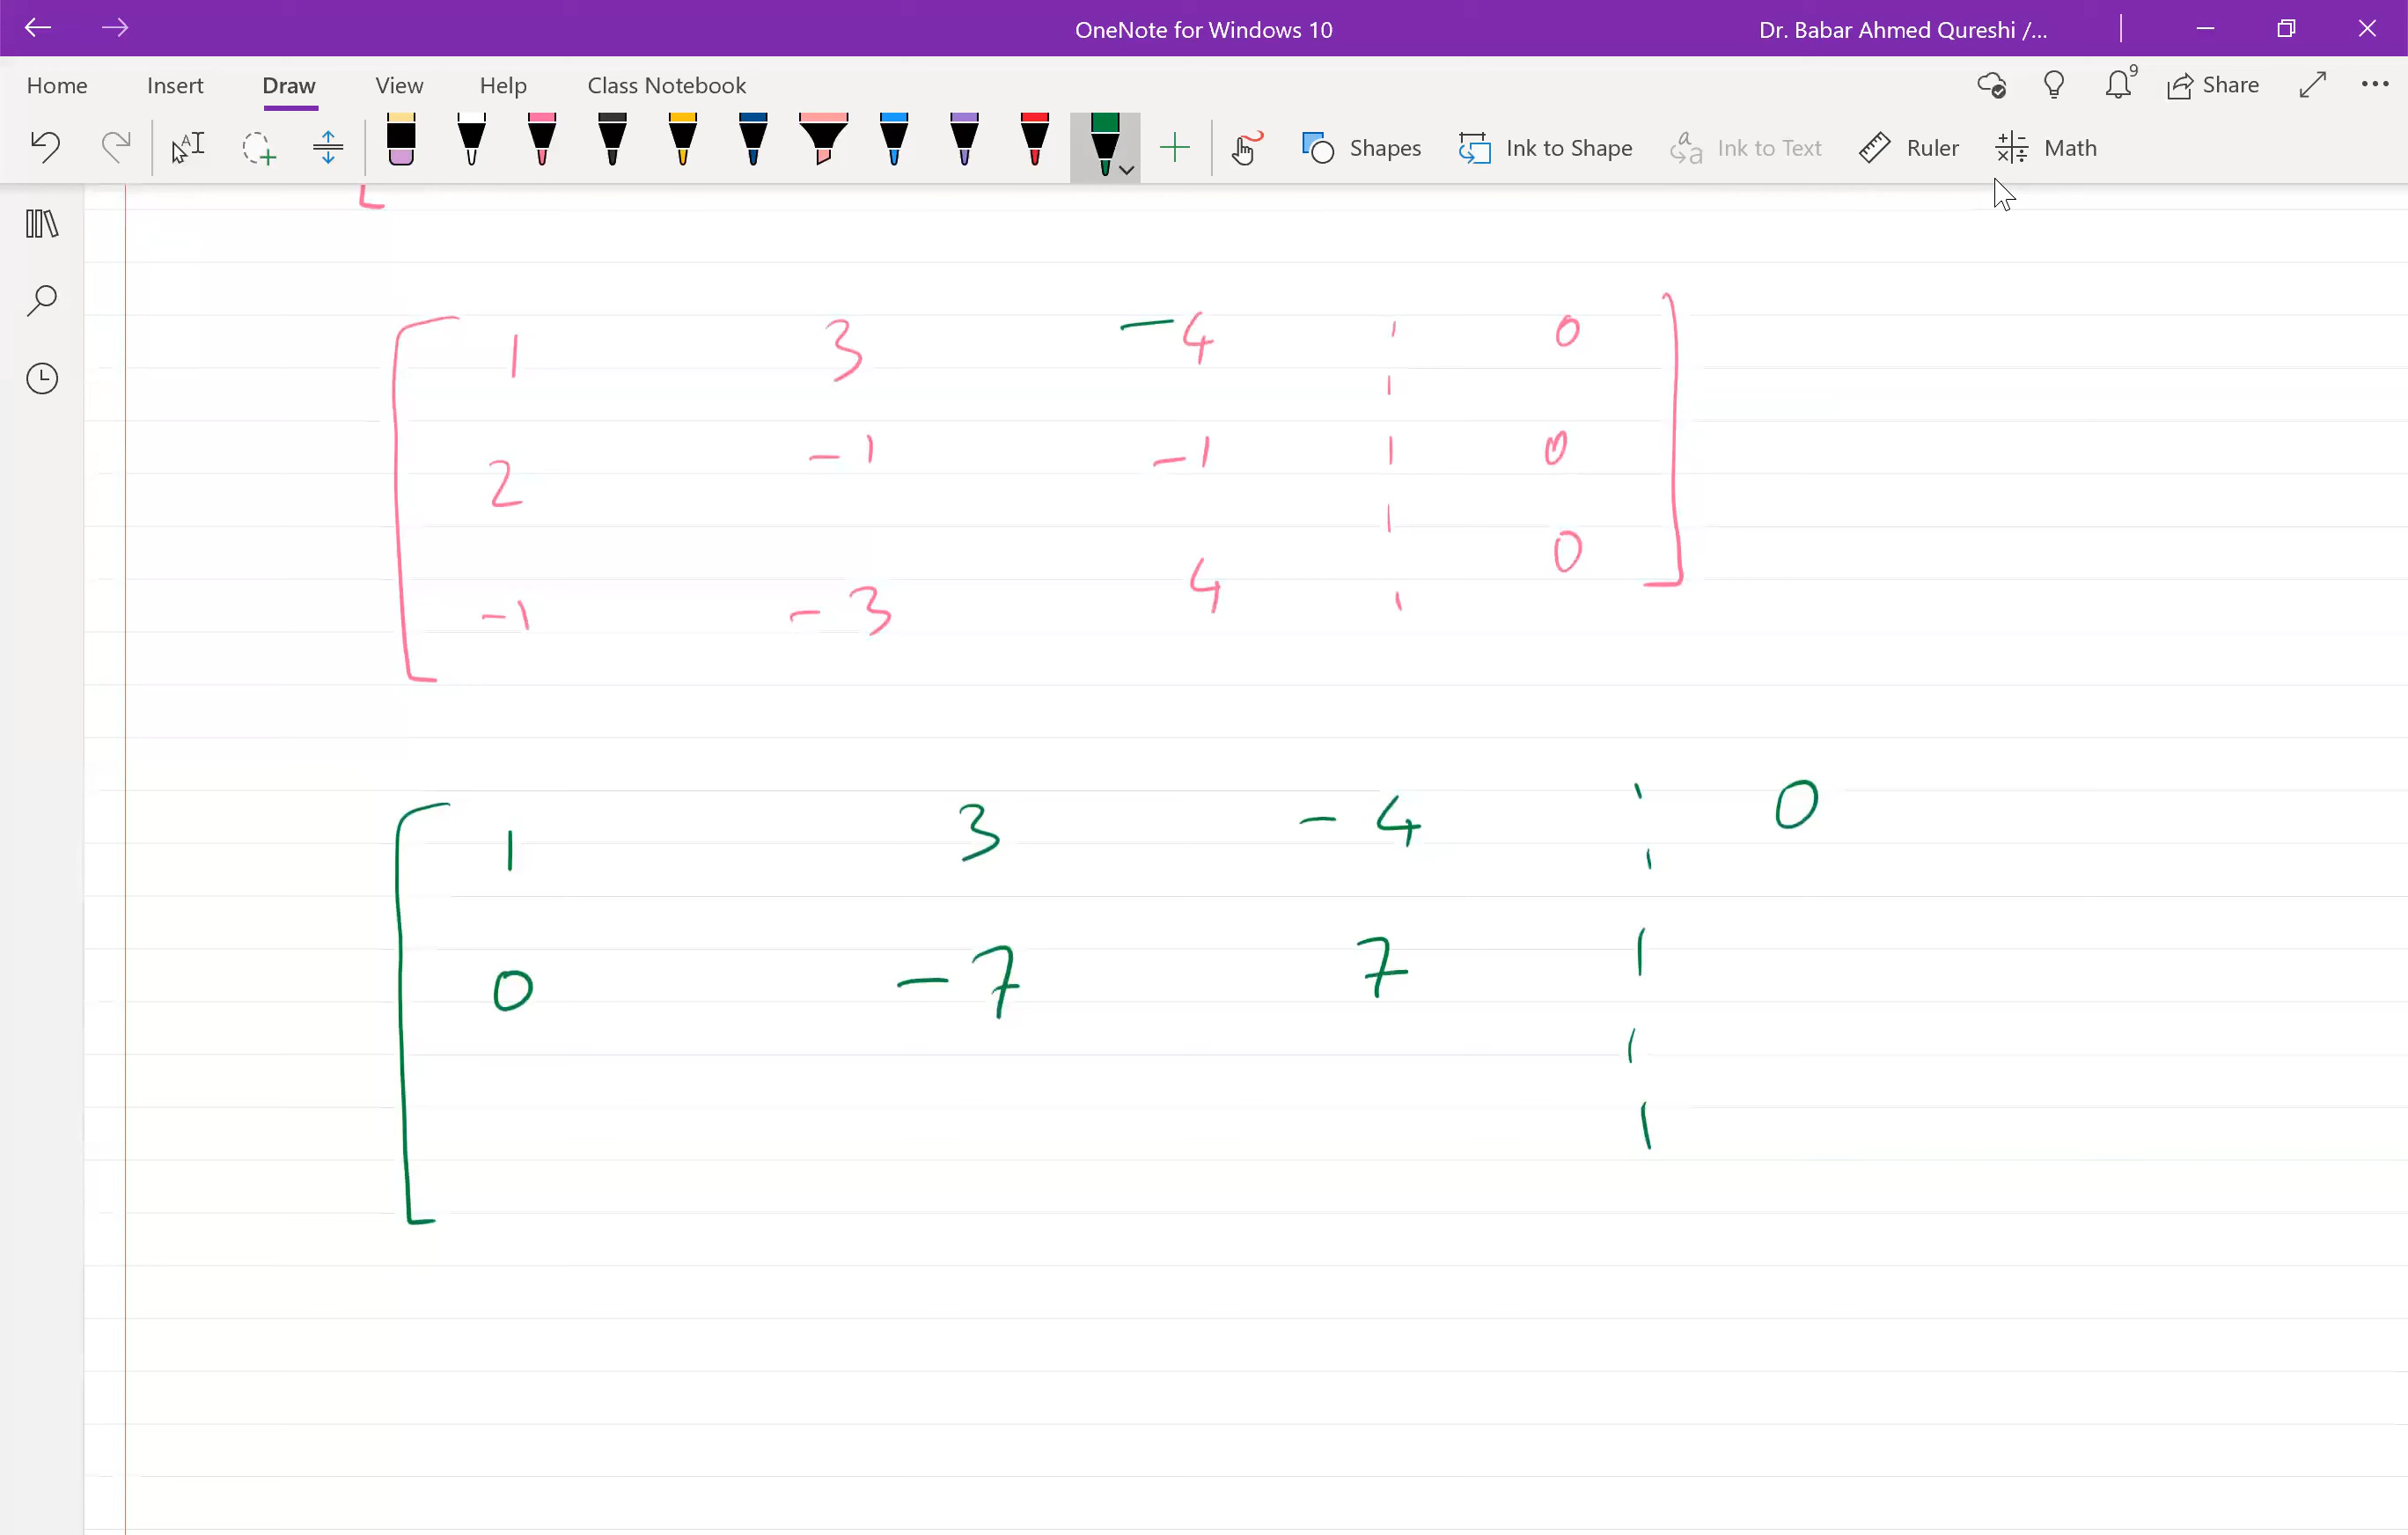 OneNote for Windows 10 Dr. Babar Ahmed Qureshi /...
Home Insert Draw View Help Class Notebook 9 Share
Shapes Ink to Shape Ink to Text Ruler Math
1 3 -4 0
2 -1 -1 0
-1 -3 4 0
1 3 -4 0
0 -7 7